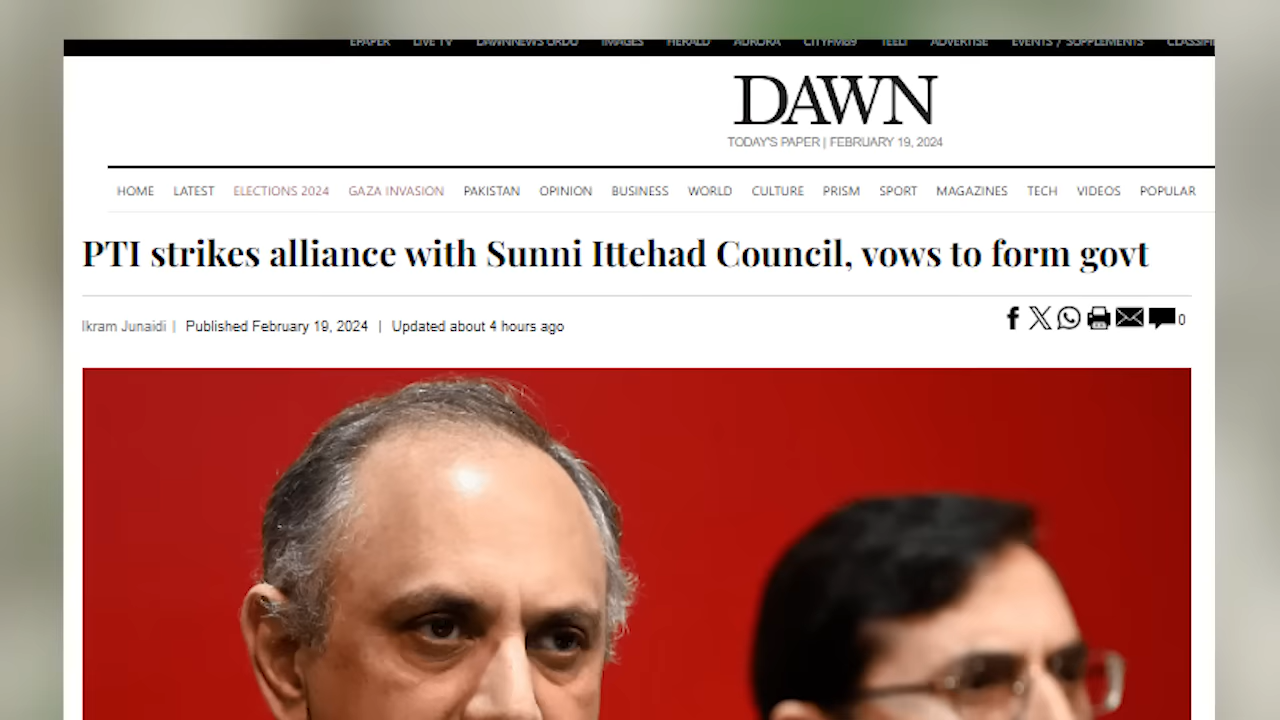 EPAPER LIVE TV DAWNNEWS URDU IMAGES HERALD AURORA CITYFM89 TEELI ADVERTISE EVENTS / SUPPLEMENTS
DAWN
TODAY'S PAPER | FEBRUARY 19, 2024
HOME LATEST ELECTIONS 2024 GAZA INVASION PAKISTAN OPINION BUSINESS WORLD CULTURE PRISM SPORT MAGAZINES TECH VIDEOS POPULAR
PTI strikes alliance with Sunni Ittehad Council, vows to form govt
Ikram Junaidi | Published February 19, 2024 | Updated about 4 hours ago
0